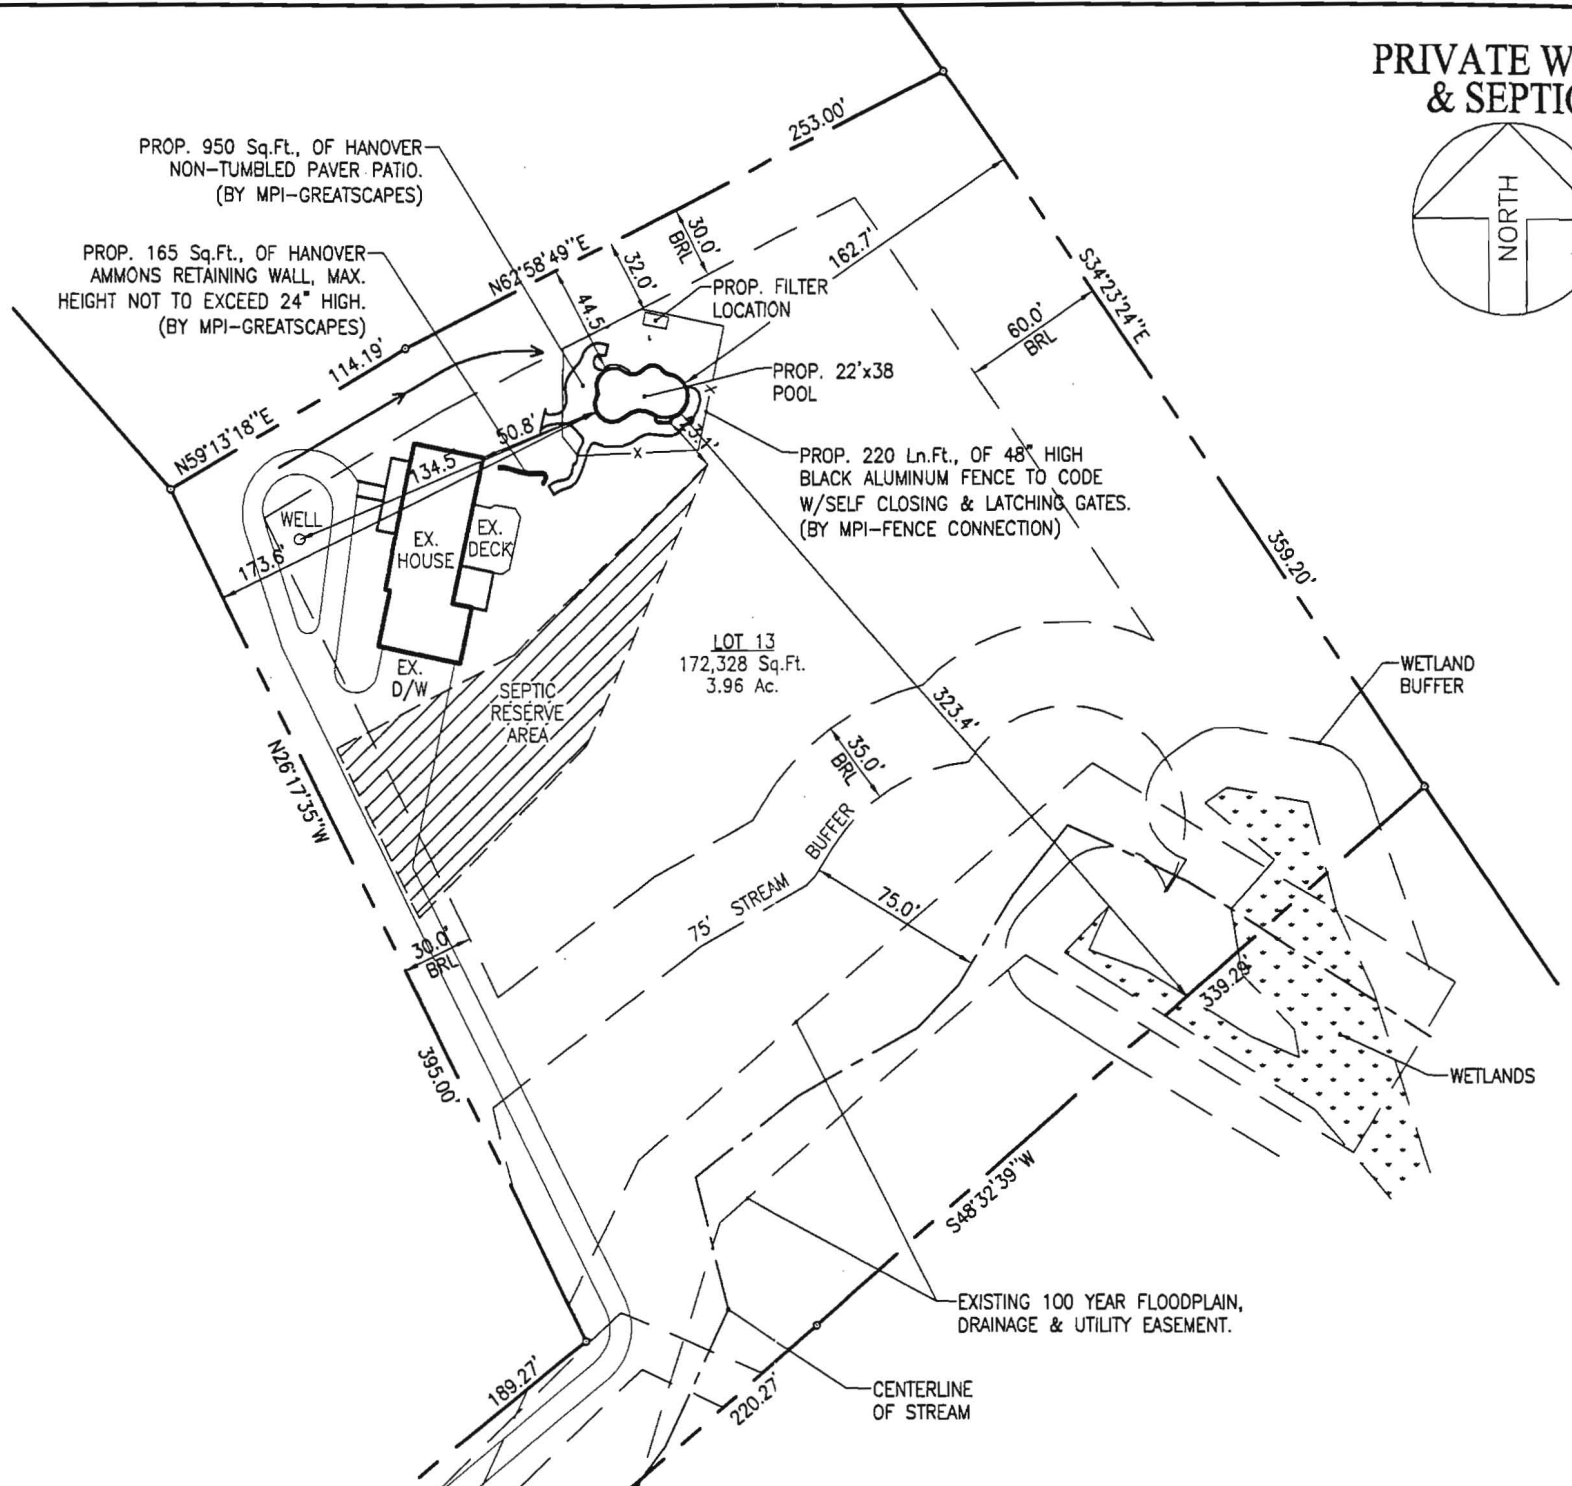 PRIVATE W
& SEPTIC
NORTH
PROP. 950 Sq.Ft., OF HANOVER
NON-TUMBLED PAVER PATIO.
(BY MPI-GREATSCAPES)
PROP. 165 Sq.Ft., OF HANOVER
AMMONS RETAINING WALL, MAX.
HEIGHT NOT TO EXCEED 24" HIGH.
(BY MPI-GREATSCAPES)
253.00'
N62°58'49"E
30.0'
BRL
32.0'
44.5'
162.7'
PROP. FILTER
LOCATION
S34°23'24"E
60.0'
BRL
114.19'
N59°13'18"E
PROP. 22'x38
POOL
X
X
50.8'
134.5'
23.1'
PROP. 220 Ln.Ft., OF 48" HIGH
BLACK ALUMINUM FENCE TO CODE
W/SELF CLOSING & LATCHING GATES.
(BY MPI-FENCE CONNECTION)
WELL
173.6'
EX.
HOUSE
EX.
DECK
359.20'
LOT 13
172,328 Sq.Ft.
3.96 Ac.
EX.
D/W
SEPTIC
RESERVE
AREA
WETLAND
BUFFER
323.4'
35.0'
BRL
N26°17'35"W
75' STREAM BUFFER
75.0'
30.0'
BRL
339.29'
395.00'
WETLANDS
S48°32'39"W
EXISTING 100 YEAR FLOODPLAIN,
DRAINAGE & UTILITY EASEMENT.
189.27'
220.27'
CENTERLINE
OF STREAM